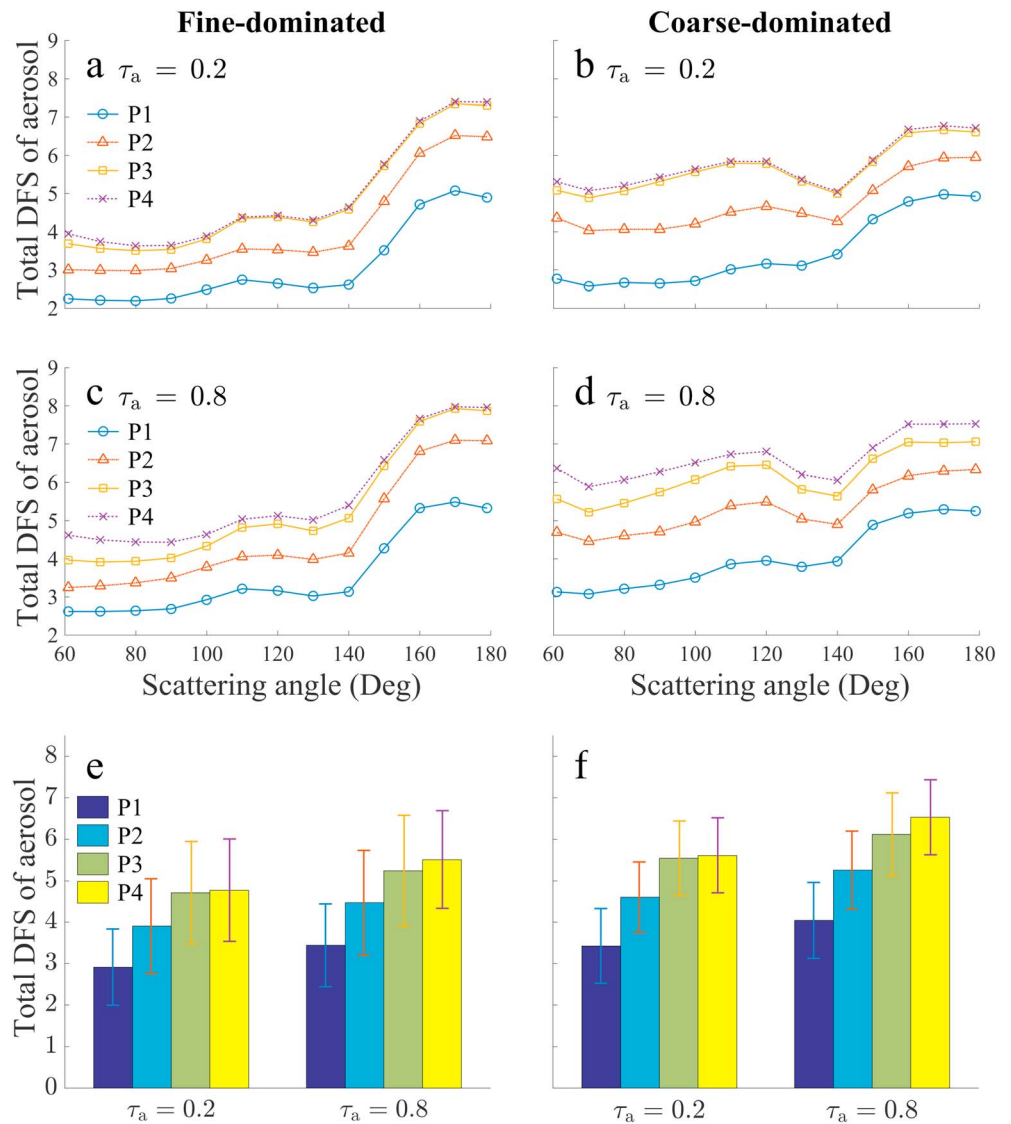 Fine-dominated
Coarse-dominated
Total DFS of aerosol
9
8
7
6
5
4
3
2
a τa = 0.2
P1
P2
P3
P4
b τa = 0.2
Total DFS of aerosol
9
8
7
6
5
4
3
2
c τa = 0.8
P1
P2
P3
P4
60 80 100 120 140 160 180
Scattering angle (Deg)
d τa = 0.8
60 80 100 120 140 160 180
Scattering angle (Deg)
Total DFS of aerosol
8
7
6
5
4
3
2
1
0
e
P1
P2
P3
P4
τa = 0.2 τa = 0.8
f
τa = 0.2 τa = 0.8